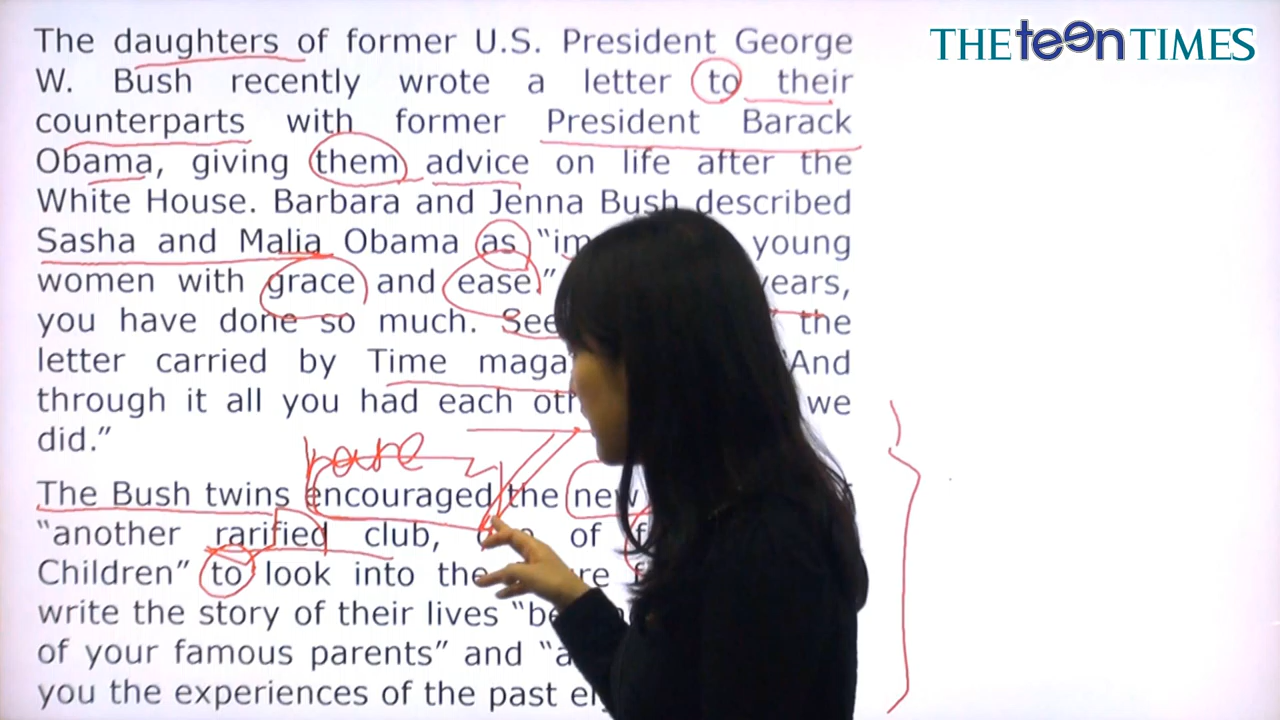 THE teen TIMES
The daughters of former U.S. President George
W. Bush recently wrote a letter to their
counterparts with former President Barack
Obama, giving them advice on life after the
White House. Barbara and Jenna Bush described
Sasha and Malia Obama as “ young
women with grace and ease.” years,
you have done so much. the
letter carried by Time “And
through it all you had each we
did.”
The Bush twins encouraged the new
“another rarified club, of
Children” to look into the
write the story of their lives
of your famous parents” and
you the experiences of the past